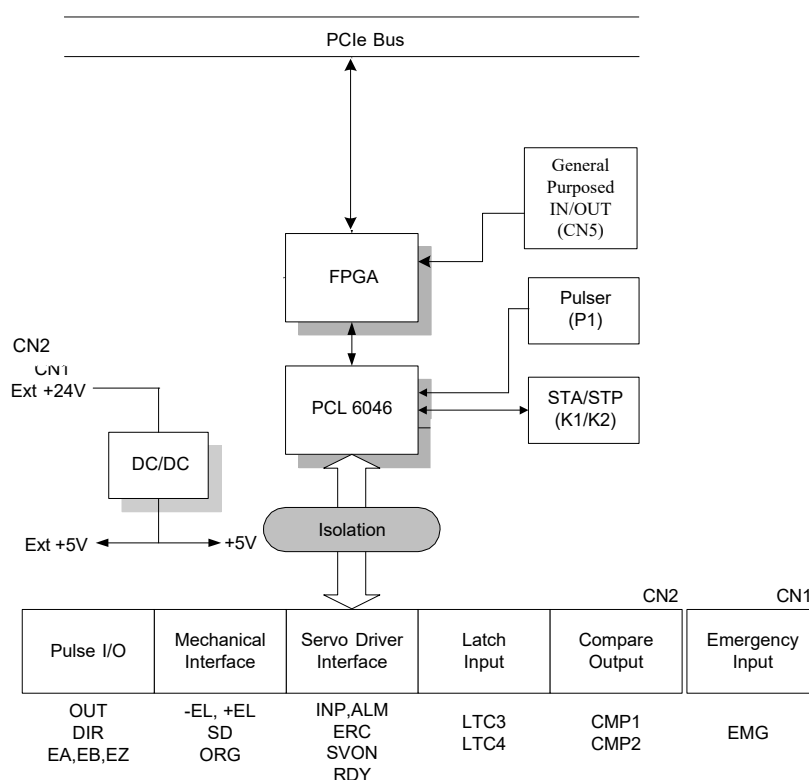 PCIe Bus
General
Purposed
IN/OUT
(CN5)
FPGA
Pulser
(P1)
CN2
CN1
Ext +24V
PCL 6046
STA/STP
(K1/K2)
DC/DC
Isolation
Ext +5V
+5V
CN2
CN1
Pulse I/O
Mechanical
Interface
Servo Driver
Interface
Latch
Input
Compare
Output
Emergency
Input
OUT
DIR
EA,EB,EZ
-EL, +EL
SD
ORG
INP,ALM
ERC
SVON
RDY
LTC3
LTC4
CMP1
CMP2
EMG